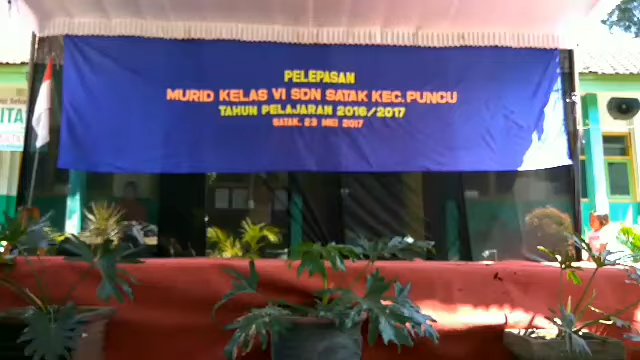 PELEPASAN
MURID KELAS VI SDN SATAK KEC. PUNCU
TAHUN PELAJARAN 2016/2017
SATAK, 23 MEI 2017